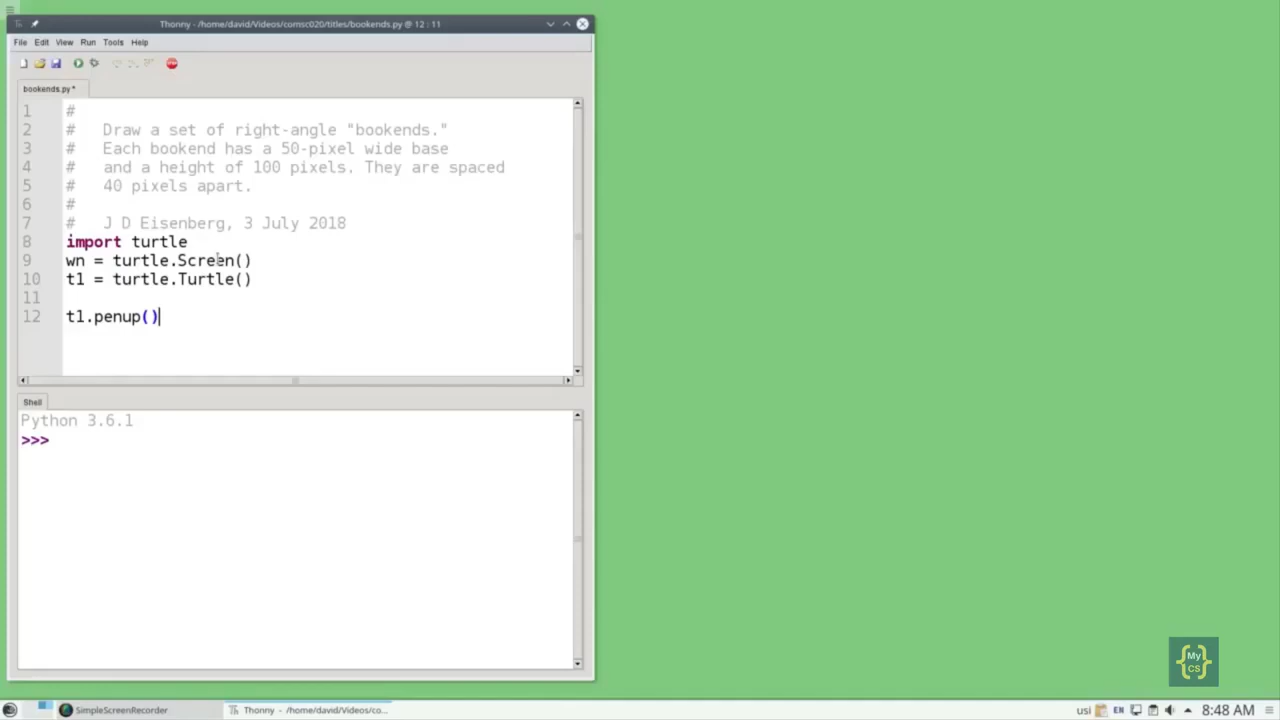 Thonny - /home/david/Videos/comsc020/titles/bookends.py @ 12 : 11
File Edit View Run Tools Help
bookends.py *
1 #
2 #   Draw a set of right-angle "bookends."
3 #   Each bookend has a 50-pixel wide base
4 #   and a height of 100 pixels. They are spaced
5 #   40 pixels apart.
6 #
7 #   J D Eisenberg, 3 July 2018
8 import turtle
9 wn = turtle.Screen()
10 t1 = turtle.Turtle()
11
12 t1.penup()
Shell
Python 3.6.1
>>>
{My CS}
SimpleScreenRecorder
Thonny - /home/david/Videos/co...
usi
EN
8:48 AM